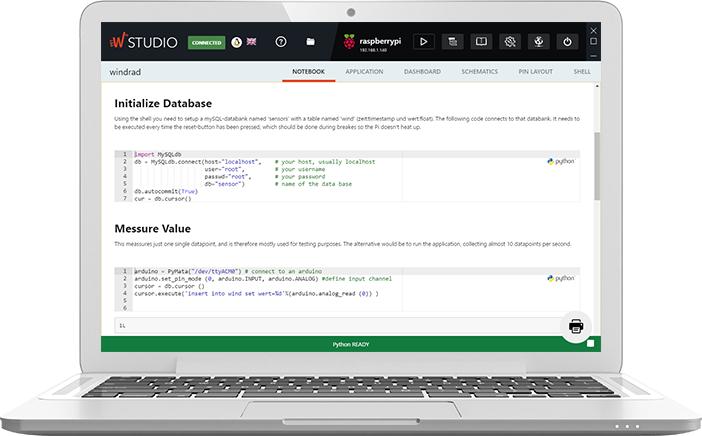 W STUDIO CONNECTED raspberrypi
192.168.1.140
windrad NOTEBOOK APPLICATION DASHBOARD SCHEMATICS PIN LAYOUT SHELL
Initialize Database
Using the shell you need to setup a mySQL-databank named 'sensors' with a table named 'wind' (zeit:timestamp und wert:float). The following code connects to that databank. It needs to
be executed every time the reset-button has been pressed, which should be done during breakes so the Pi doesn't heat up.
1 import MySQLdb
2 db = MySQLdb.connect(host="localhost", # your host, usually localhost
3 user="root", # your username
4 passwd="root", # your password
5 db="sensor") # name of the data base
6 db.autocommit(True)
7 cur = db.cursor()
python
Messure Value
This meassures just one single datapoint, and is therefore mostly used for testing purposes. The alternative would be to run the application, collecting almost 10 datapoints per second.
1 arduino = PyMata("/dev/ttyACM0") # connect to an arduino
2 arduino.set_pin_mode (0, arduino.INPUT, arduino.ANALOG) #define input channel
3 cursor = db.cursor ()
4 cursor.execute('insert into wind set wert=%d'%(arduino.analog_read (0)) )
5
6
python
1L
Python READY